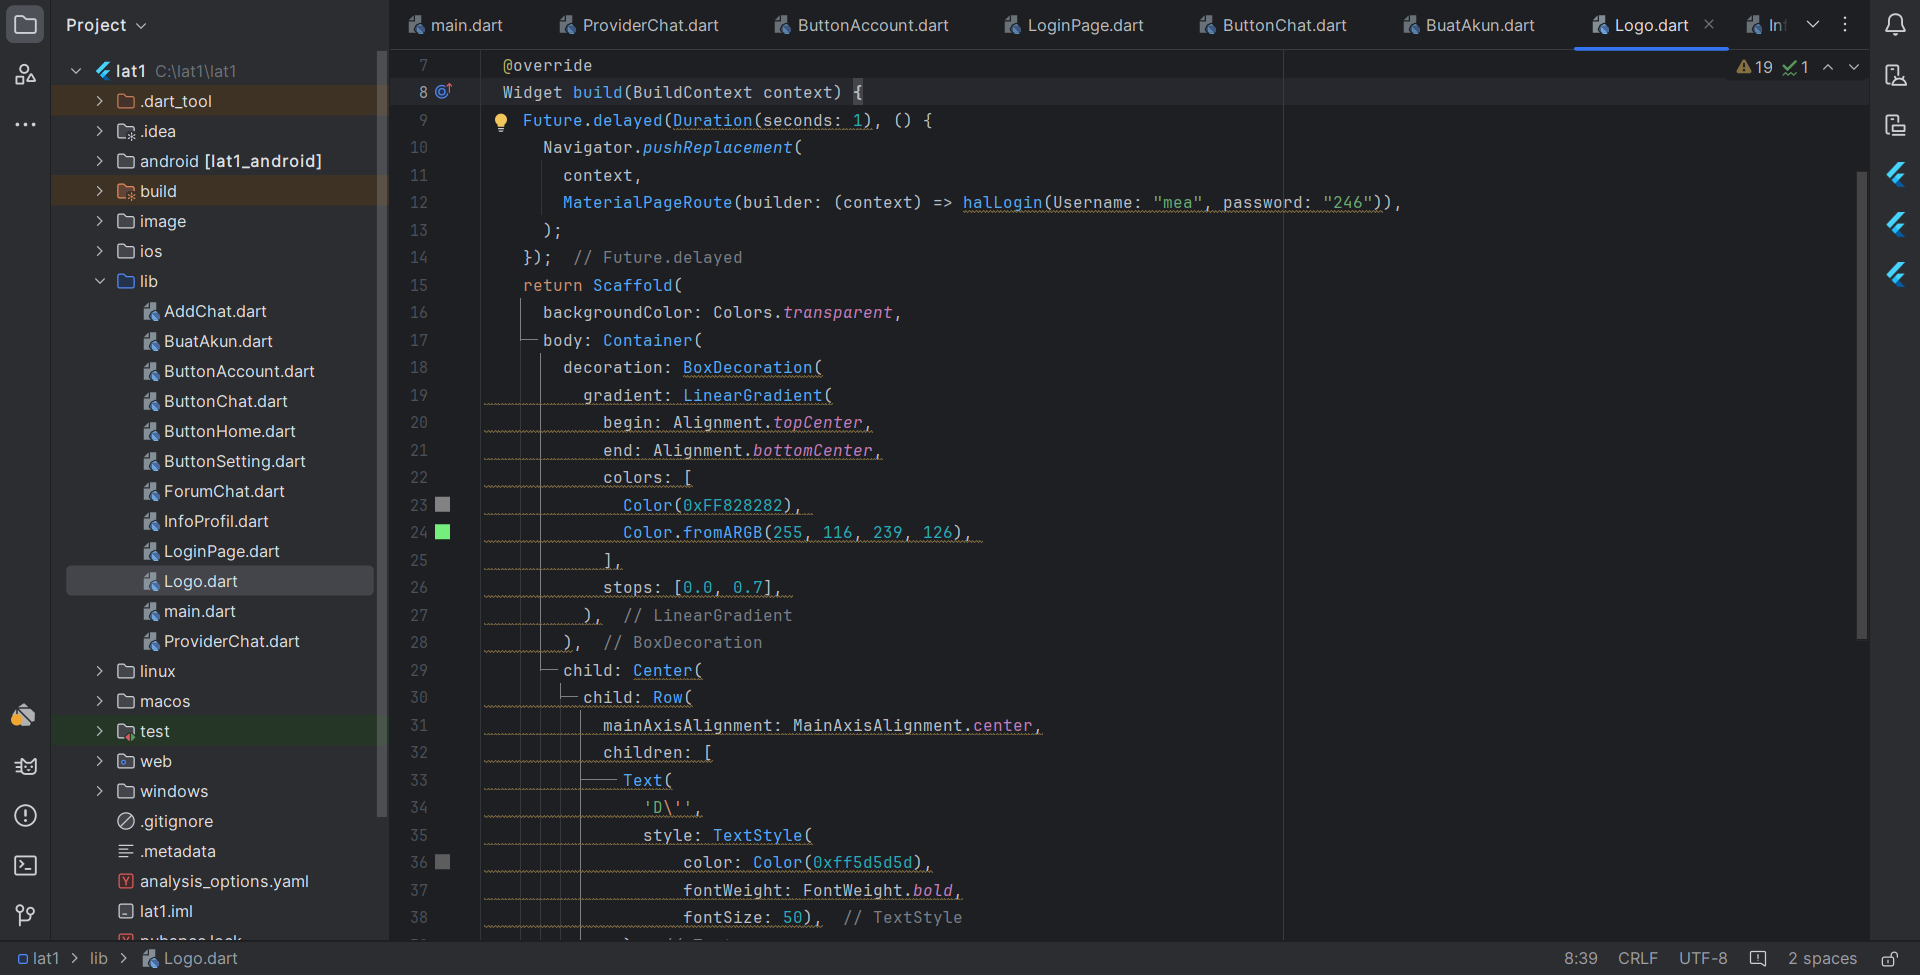 Project
main.dart
ProviderChat.dart
ButtonAccount.dart
LoginPage.dart
ButtonChat.dart
BuatAkun.dart
Logo.dart
lat1 C:\lat1\lat1
.dart_tool
.idea
android [lat1_android]
build
image
ios
lib
AddChat.dart
BuatAkun.dart
ButtonAccount.dart
ButtonChat.dart
ButtonHome.dart
ButtonSetting.dart
ForumChat.dart
InfoProfil.dart
LoginPage.dart
Logo.dart
main.dart
ProviderChat.dart
linux
macos
test
web
windows
.gitignore
.metadata
analysis_options.yaml
lat1.iml
19 1
7 @override
8 Widget build(BuildContext context) {
9 Future.delayed(Duration(seconds: 1), () {
10 Navigator.pushReplacement(
11 context,
12 MaterialPageRoute(builder: (context) => halLogin(Username: "mea", password: "246")),
13 );
14 }); // Future.delayed
15 return Scaffold(
16 backgroundColor: Colors.transparent,
17 body: Container(
18 decoration: BoxDecoration(
19 gradient: LinearGradient(
20 begin: Alignment.topCenter,
21 end: Alignment.bottomCenter,
22 colors: [
23 Color(0xFF828282),
24 Color.fromARGB(255, 116, 239, 126),
25 ],
26 stops: [0.0, 0.7],
27 ), // LinearGradient
28 ), // BoxDecoration
29 child: Center(
30 child: Row(
31 mainAxisAlignment: MainAxisAlignment.center,
32 children: [
33 Text(
34 'D\'',
35 style: TextStyle(
36 color: Color(0xff5d5d5d),
37 fontWeight: FontWeight.bold,
38 fontSize: 50), // TextStyle
lat1 > lib > Logo.dart
8:39 CRLF UTF-8 2 spaces